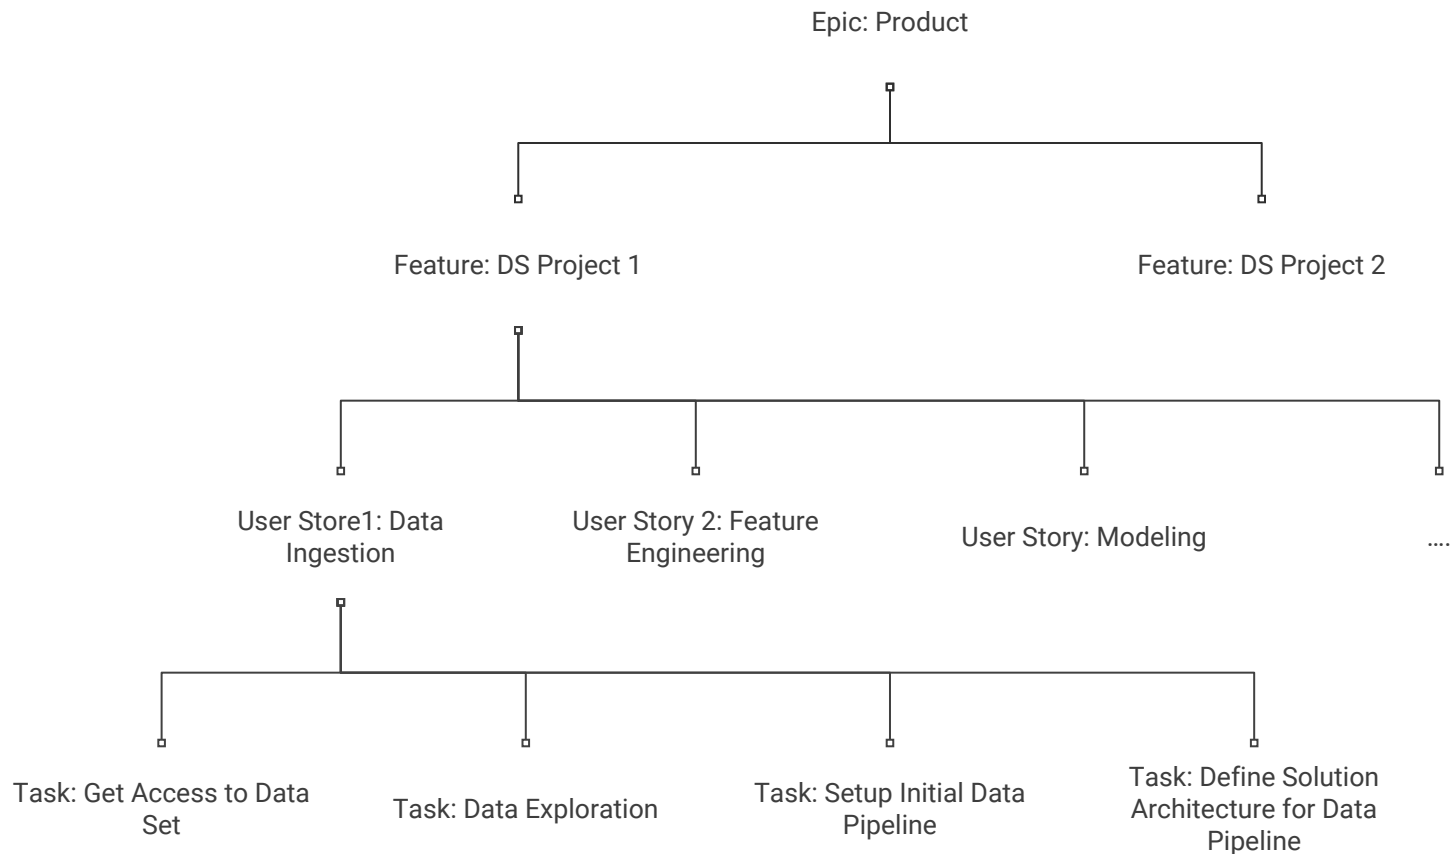 Epic: Product
Feature: DS Project 1
Feature: DS Project 2
User Store1: Data
Ingestion
User Story 2: Feature
Engineering
User Story: Modeling
....
Task: Get Access to Data
Set
Task: Data Exploration
Task: Setup Initial Data
Pipeline
Task: Define Solution
Architecture for Data
Pipeline